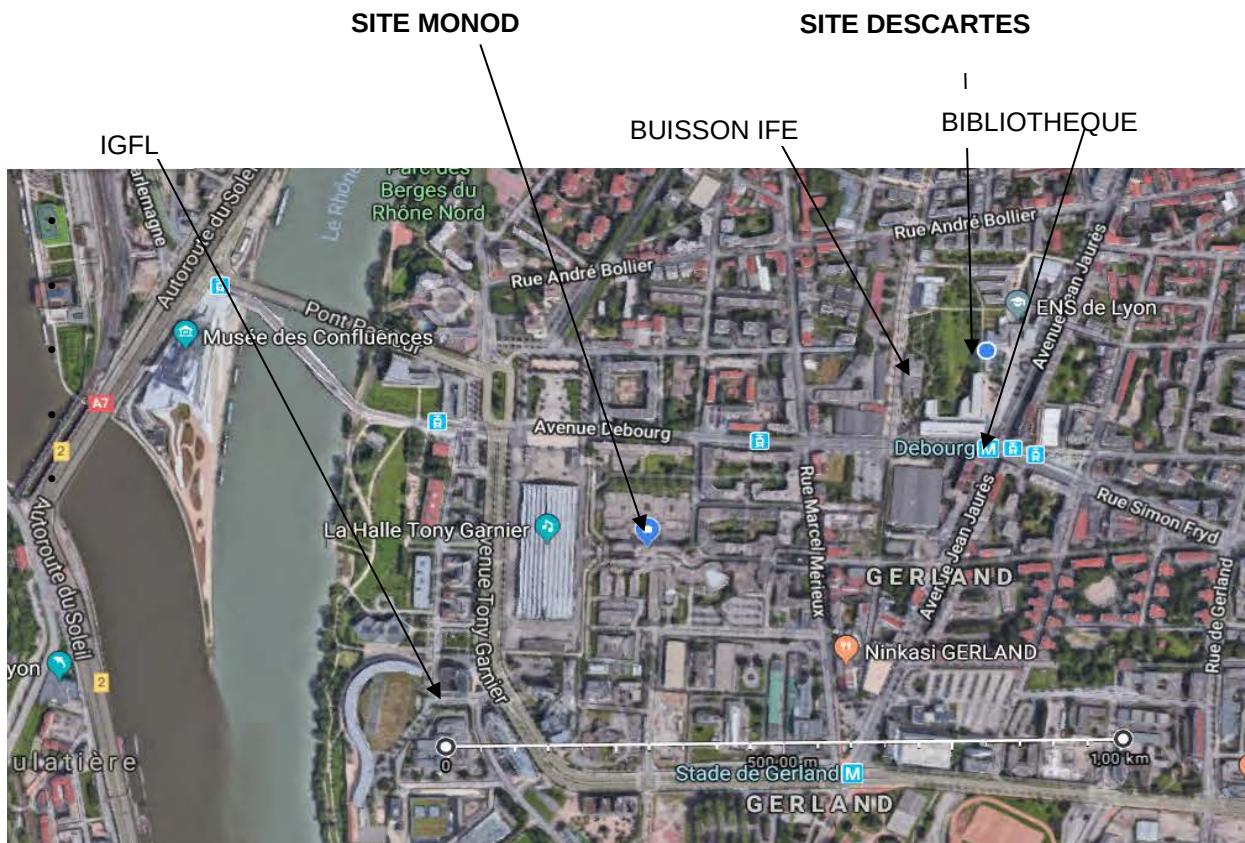 SITE MONOD
SITE DESCARTES
IGFL
BUISSON IFE
BIBLIOTHEQUE
arlemagne
Autoroute du Soleil
Le Rhône
Parc des
Berges du
Rhône Nord
Rue André Bollier
Rue André Bollier
ENS de Lyon
Avenue Jean Jaurès
Musée des Confluences
A7
2
Avenue Debourg
Debourg M
Rue Simon Fryd
Autoroute du Soleil
La Halle Tony Garnier
Avenue Tony Garnier
Rue Marcel Mérieux
Avenue Jean Jaurès
GERLAND
Rue de Gerland
Ninkasi GERLAND
yon
2
ulatière
0
500,00 m
1,00 km
Stade de Gerland M
GERLAND